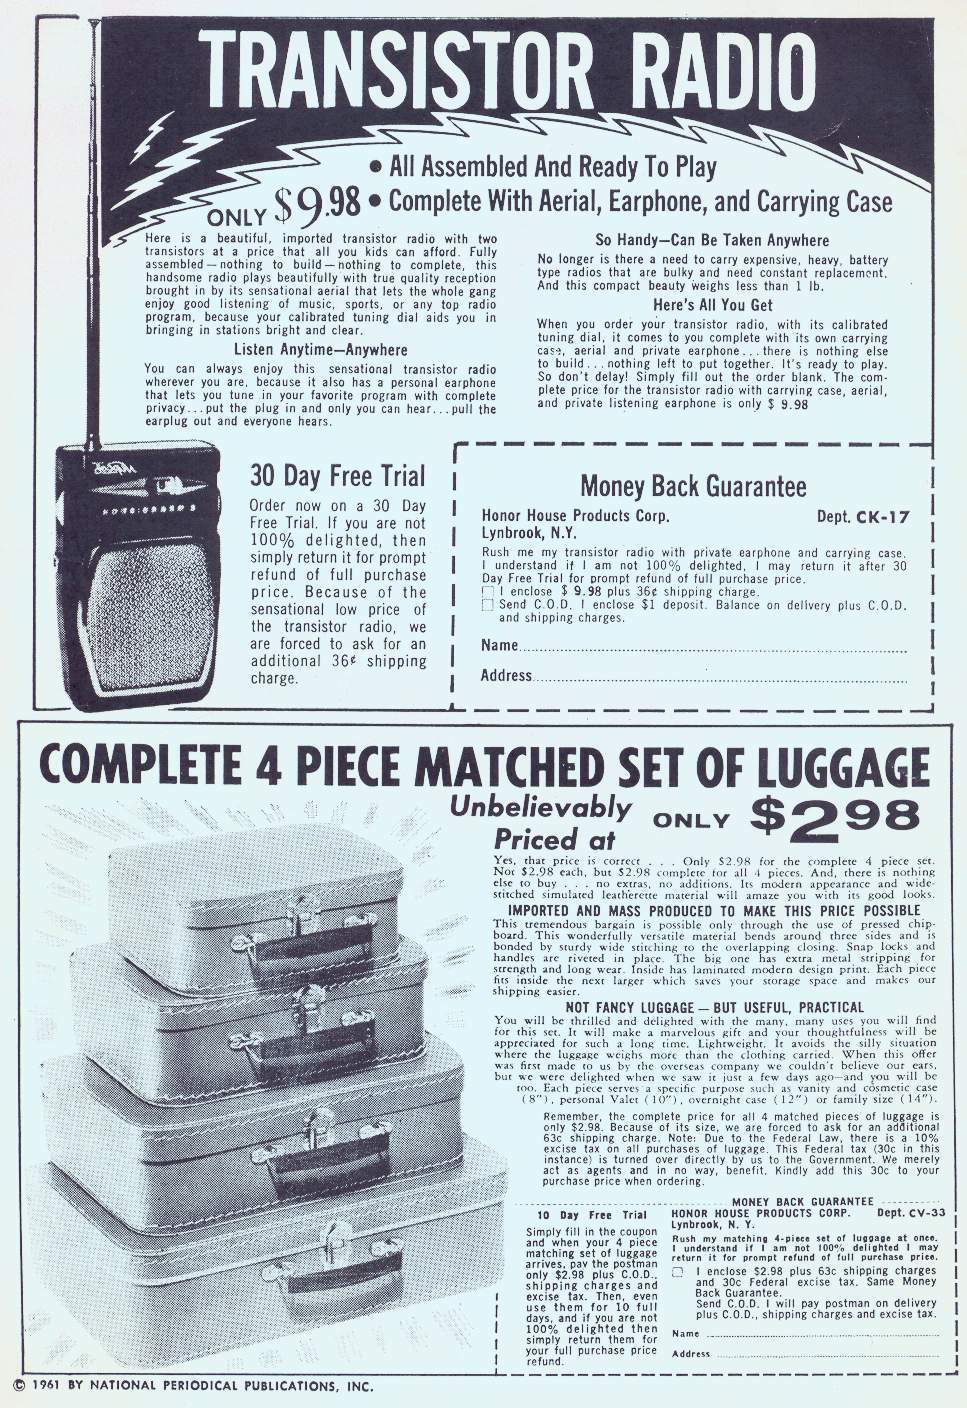 TRANSISTOR RADIO
• All Assembled And Ready To Play
ONLY $9.98 • Complete With Aerial, Earphone, and Carrying Case
Here is a beautiful, imported transistor radio with two
transistors at a price that all you kids can afford. Fully
assembled — nothing to build — nothing to complete, this
handsome radio plays beautifully with true quality reception
brought in by its sensational aerial that lets the whole gang
enjoy good listening of music, sports, or any top radio
program, because your calibrated tuning dial aids you in
bringing in stations bright and clear.
Listen Anytime—Anywhere
You can always enjoy this sensational transistor radio
wherever you are, because it also has a personal earphone
that lets you tune in your favorite program with complete
privacy...put the plug in and only you can hear...pull the
earplug out and everyone hears.
So Handy—Can Be Taken Anywhere
No longer is there a need to carry expensive, heavy, battery
type radios that are bulky and need constant replacement.
And this compact beauty weighs less than 1 lb.
Here's All You Get
When you order your transistor radio, with its calibrated
tuning dial, it comes to you complete with its own carrying
case, aerial and private earphone...there is nothing else
to build...nothing left to put together. It's ready to play.
So don't delay! Simply fill out the order blank. The com-
plete price for the transistor radio with carrying case, aerial,
and private listening earphone is only $ 9.98
30 Day Free Trial
Order now on a 30 Day
Free Trial. If you are not
100% delighted, then
simply return it for prompt
refund of full purchase
price. Because of the
sensational low price of
the transistor radio, we
are forced to ask for an
additional 36¢ shipping
charge.
Money Back Guarantee
Honor House Products Corp. Dept. CK-17
Lynbrook, N.Y.
Rush me my transistor radio with private earphone and carrying case.
I understand if I am not 100% delighted, I may return it after 30
Day Free Trial for prompt refund of full purchase price.
I enclose $ 9.98 plus 36¢ shipping charge.
Send C.O.D. I enclose $1 deposit. Balance on delivery plus C.O.D.
and shipping charges.
Name
Address
COMPLETE 4 PIECE MATCHED SET OF LUGGAGE
Unbelievably
Priced at ONLY $2.98
Yes, that price is correct . . . Only $2.98 for the complete 4 piece set.
Not $2.98 each, but $2.98 complete for all 4 pieces. And, there is nothing
else to buy . . . no extras, no additions. Its modern appearance and wide-
stitched simulated leatherette material will amaze you with its good looks.
IMPORTED AND MASS PRODUCED TO MAKE THIS PRICE POSSIBLE
This tremendous bargain is possible only through the use of pressed chip-
board. This wonderfully versatile material bends around three sides and is
bonded by sturdy wide stitching to the overlapping closing. Snap locks and
handles are riveted in place. The big one has extra metal stripping for
strength and long wear. Inside has laminated modern design print. Each piece
fits inside the next larger which saves your storage space and makes our
shipping easier.
NOT FANCY LUGGAGE — BUT USEFUL, PRACTICAL
You will be thrilled and delighted with the many, many uses you will find
for this set. It will make a marvelous gift and your thoughtfulness will be
appreciated for such a long time. Lightweight. It avoids the silly situation
where the luggage weighs more than the clothing carried. When this offer
was first made to us by the overseas company we couldn't believe our ears,
but we were delighted when we saw it just a few days ago—and you will be
too. Each piece serves a specific purpose such as vanity and cosmetic case
(8"), personal Valet (10"), overnight case (12") or family size (14").
Remember, the complete price for all 4 matched pieces of luggage is
only $2.98. Because of its size, we are forced to ask for an additional
63c shipping charge. Note: Due to the Federal Law, there is a 10%
excise tax on all purchases of luggage. This Federal tax (30c in this
instance) is turned over directly by us to the Government. We merely
act as agents and in no way, benefit. Kindly add this 30c to your
purchase price when ordering.
10 Day Free Trial
Simply fill in the coupon
and when your 4 piece
matching set of luggage
arrives, pay the postman
only $2.98 plus C.O.D.,
shipping charges and
excise tax. Then, even
use them for 10 full
days, and if you are not
100% delighted then
simply return them for
your full purchase price
refund.
MONEY BACK GUARANTEE
HONOR HOUSE PRODUCTS CORP. Dept. CV-33
Lynbrook, N. Y.
Rush my matching 4-piece set of luggage at once.
I understand if I am not 100% delighted I may
return it for prompt refund of full purchase price.
I enclose $2.98 plus 63c shipping charges
and 30c Federal excise tax. Same Money
Back Guarantee.
Send C.O.D. I will pay postman on delivery
plus C.O.D., shipping charges and excise tax.
Name
Address
© 1961 BY NATIONAL PERIODICAL PUBLICATIONS, INC.